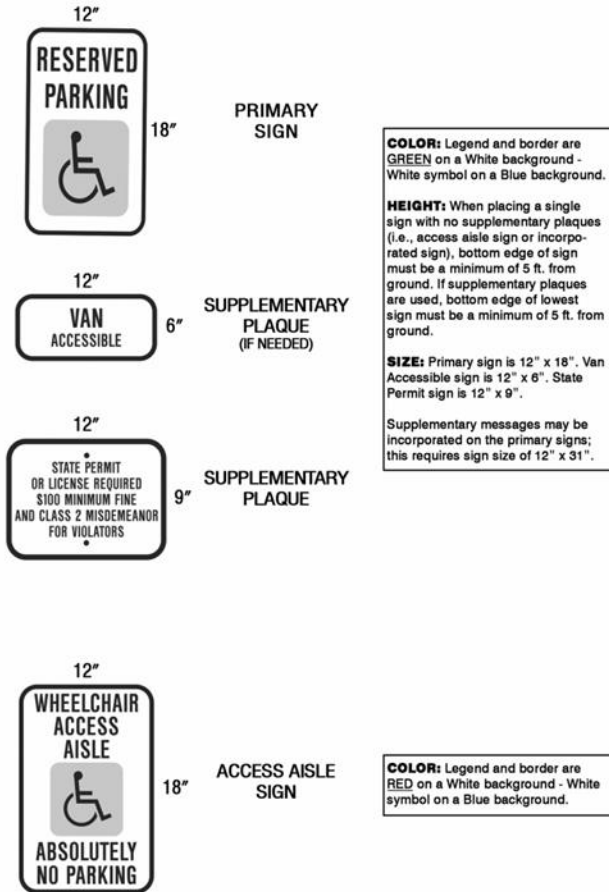 12″
RESERVED
PARKING
18″
PRIMARY
SIGN
12″
VAN
ACCESSIBLE
6″
SUPPLEMENTARY
PLAQUE
(IF NEEDED)
12″
STATE PERMIT
OR LICENSE REQUIRED
$100 MINIMUM FINE
AND CLASS 2 MISDEMEANOR
FOR VIOLATORS
9″
SUPPLEMENTARY
PLAQUE
COLOR: Legend and border are
GREEN on a White background -
White symbol on a Blue background.
HEIGHT: When placing a single
sign with no supplementary plaques
(i.e., access aisle sign or incorpo-
rated sign), bottom edge of sign
must be a minimum of 5 ft. from
ground. If supplementary plaques
are used, bottom edge of lowest
sign must be a minimum of 5 ft. from
ground.
SIZE: Primary sign is 12" x 18". Van
Accessible sign is 12" x 6". State
Permit sign is 12" x 9".
Supplementary messages may be
incorporated on the primary signs;
this requires sign size of 12" x 31".
12″
WHEELCHAIR
ACCESS
AISLE
ABSOLUTELY
NO PARKING
18″
ACCESS AISLE
SIGN
COLOR: Legend and border are
RED on a White background - White
symbol on a Blue background.